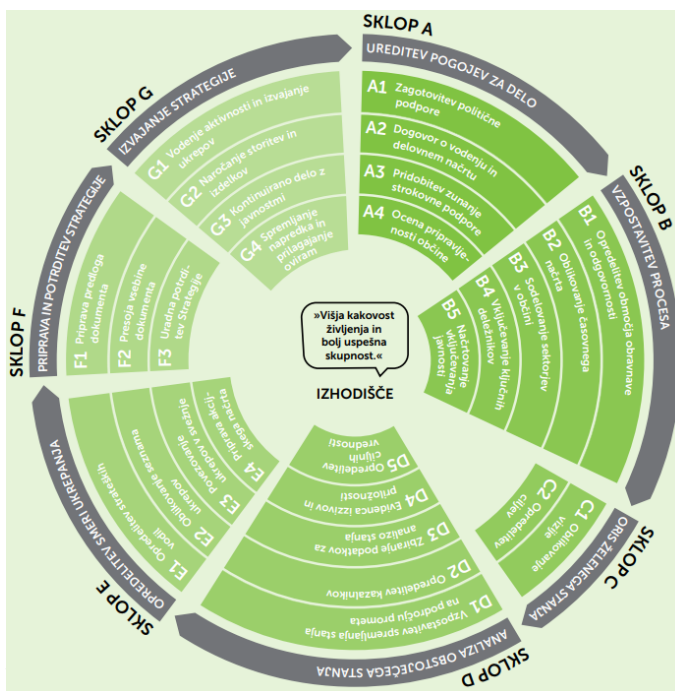 SKLOP A
UREDITEV POGOJEV ZA DELO
A1 Zagotovitev politične
podpore
A2 Dogovor o vodenju in
delovnem načrtu
A3 Pridobitev zunanje
strokovne podpore
A4 Ocena pripravlje-
nosti občine
SKLOP B
VZPOSTAVITEV PROCESA
B1 Opredelitev območja obravnave
in odgovornosti
B2 Oblikovanje časovnega
načrta
B3 Sodelovanje sektorjev
v občini
B4 Vključevanje ključnih
deležnikov
B5 Načrtovanje
vključevanja
javnosti
SKLOP C
ORIS ŽELENEGA STANJA
C1 Oblikovanje
vizije
C2 Opredelitev
ciljev
SKLOP D
ANALIZA OBSTOJEČEGA STANJA
D1 Vzpostavitev spremljanja stanja
na področju prometa
D2 Opredelitev kazalnikov
D3 Zbiranje podatkov za
analizo stanja
D4 Evidenca izzivov in
priložnosti
D5 Opredelitev
ciljnih
vrednosti
SKLOP E
OPREDELITEV SMERI UKREPANJA
E1 Opredelitev strateških
vodil
E2 Oblikovanje seznama
ukrepov
E3 Povezovanje
ukrepov v svežnje
E4 Priprava akcij-
skega načrta
SKLOP F
PRIPRAVA IN POTRDITEV STRATEGIJE
F1 Priprava predloga
dokumenta
F2 Presoja vsebine
dokumenta
F3 Uradna potrdi-
tev Strategije
SKLOP G
IZVAJANJE STRATEGIJE
G1 Vodenje aktivnosti in izvajanje
ukrepov
G2 Naročanje storitev in
izdelkov
G3 Kontinuirano delo z
javnostmi
G4 Spremljanje
napredka in
prilagajanje
oviram
»Višja kakovost
življenja in
bolj uspešna
skupnost.«
IZHODIŠČE